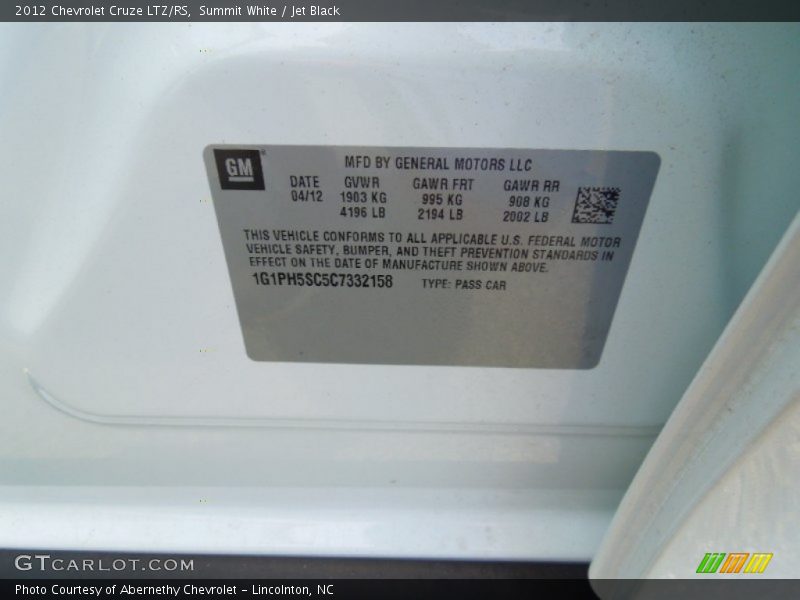 2012 Chevrolet Cruze LTZ/RS, Summit White / Jet Black
GM
MFD BY GENERAL MOTORS LLC
DATE GVWR GAWR FRT GAWR RR
04/12 1903 KG 995 KG 908 KG
4196 LB 2194 LB 2002 LB
THIS VEHICLE CONFORMS TO ALL APPLICABLE U.S. FEDERAL MOTOR
VEHICLE SAFETY, BUMPER, AND THEFT PREVENTION STANDARDS IN
EFFECT ON THE DATE OF MANUFACTURE SHOWN ABOVE.
1G1PH5SC5C7332158 TYPE: PASS CAR
GTCARLOT.COM
Photo Courtesy of Abernethy Chevrolet – Lincolnton, NC